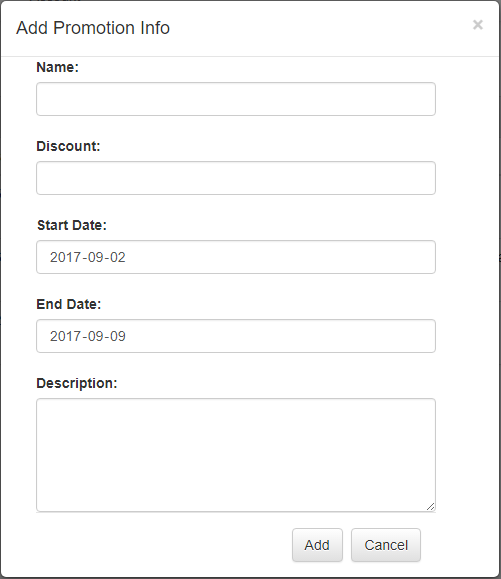 Add Promotion Info ×
Name:
Discount:
Start Date:
2017-09-02
End Date:
2017-09-09
Description:
Add Cancel